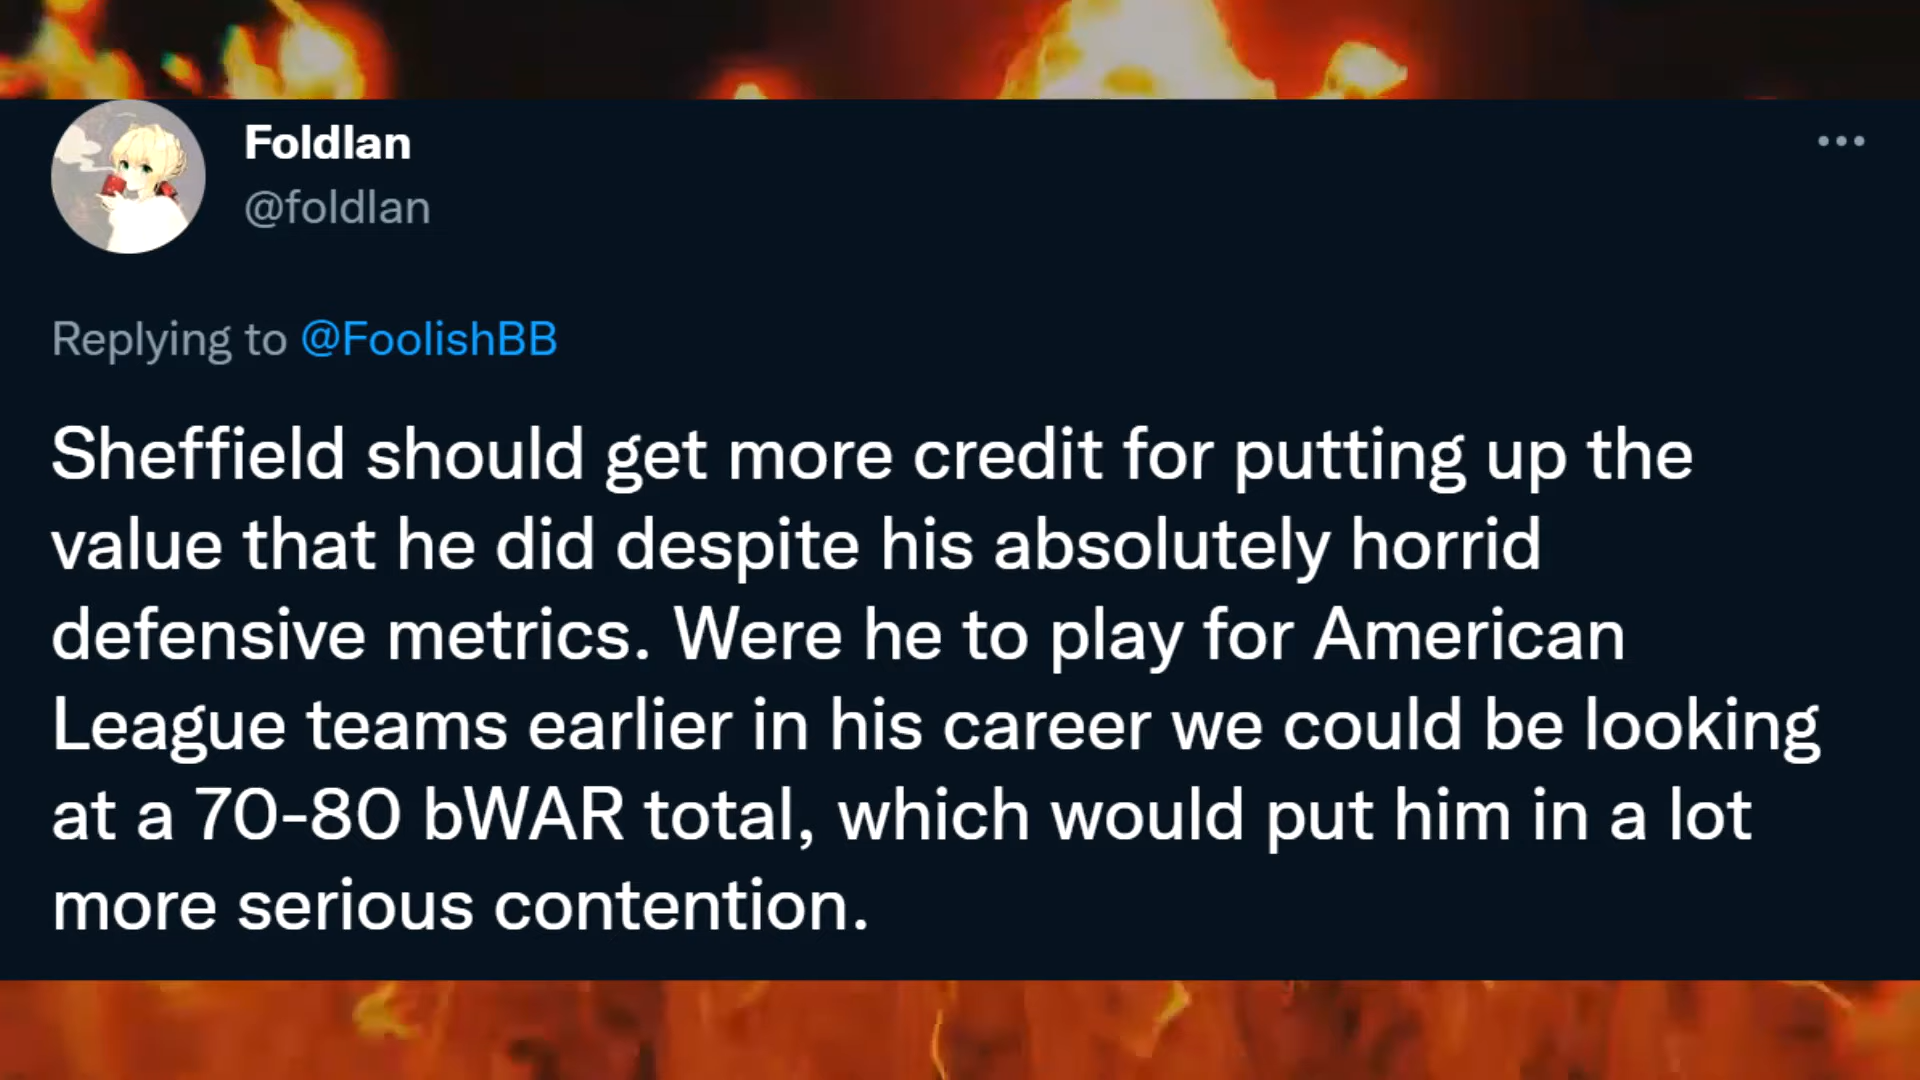 Foldlan
@foldlan
Replying to @FoolishBB
Sheffield should get more credit for putting up the
value that he did despite his absolutely horrid
defensive metrics. Were he to play for American
League teams earlier in his career we could be looking
at a 70-80 bWAR total, which would put him in a lot
more serious contention.